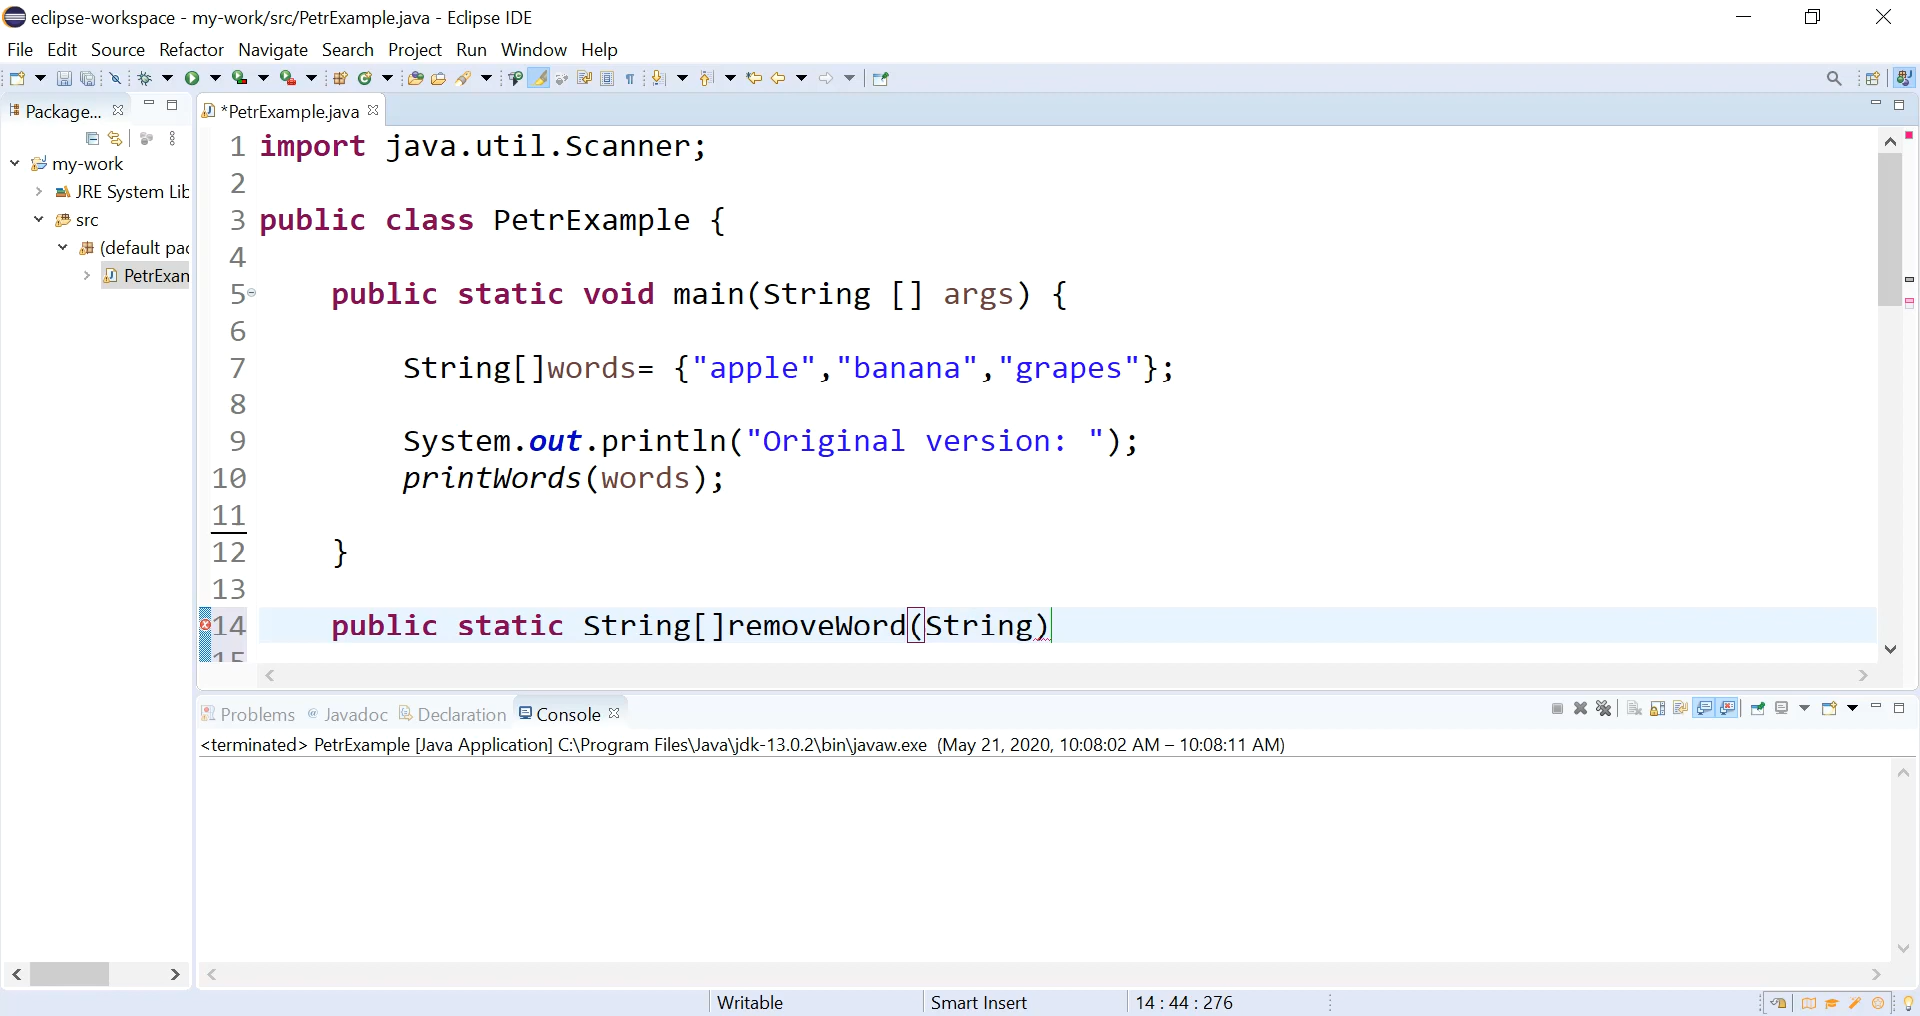 eclipse-workspace - my-work/src/PetrExample.java - Eclipse IDE
File Edit Source Refactor Navigate Search Project Run Window Help
Package...
*PetrExample.java
my-work
JRE System Lib
src
(default pac
PetrExam
1 import java.util.Scanner;
2
3 public class PetrExample {
4
5 public static void main(String [] args) {
6
7 String[]words= {"apple","banana","grapes"};
8
9 System.out.println("Original version: ");
10 printWords(words);
11
12 }
13
14 public static String[]removeWord(String)
15
Problems @ Javadoc Declaration Console
<terminated> PetrExample [Java Application] C:\Program Files\Java\jdk-13.0.2\bin\javaw.exe (May 21, 2020, 10:08:02 AM – 10:08:11 AM)
Writable Smart Insert 14 : 44 : 276